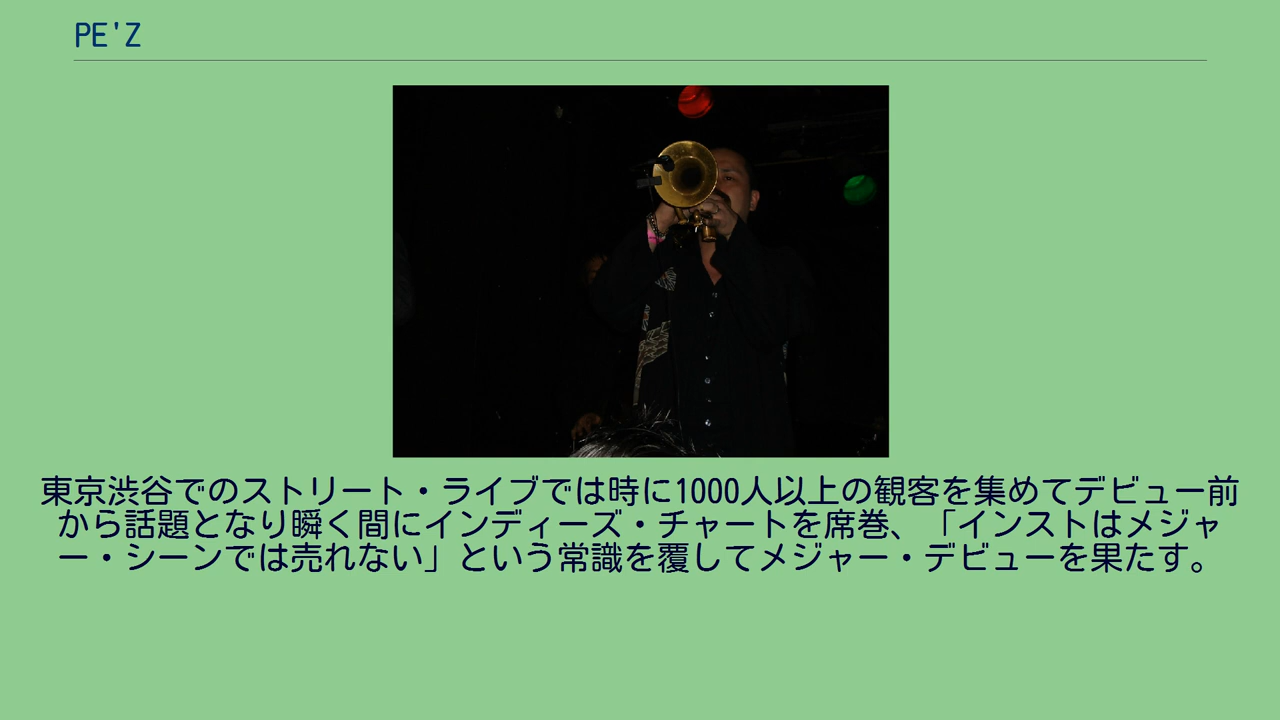 PE'Z
東京渋谷でのストリート・ライブでは時に1000人以上の観客を集めてデビュー前
から話題となり瞬く間にインディーズ・チャートを席巻、「インストはメジャ
ー・シーンでは売れない」という常識を覆してメジャー・デビューを果たす。